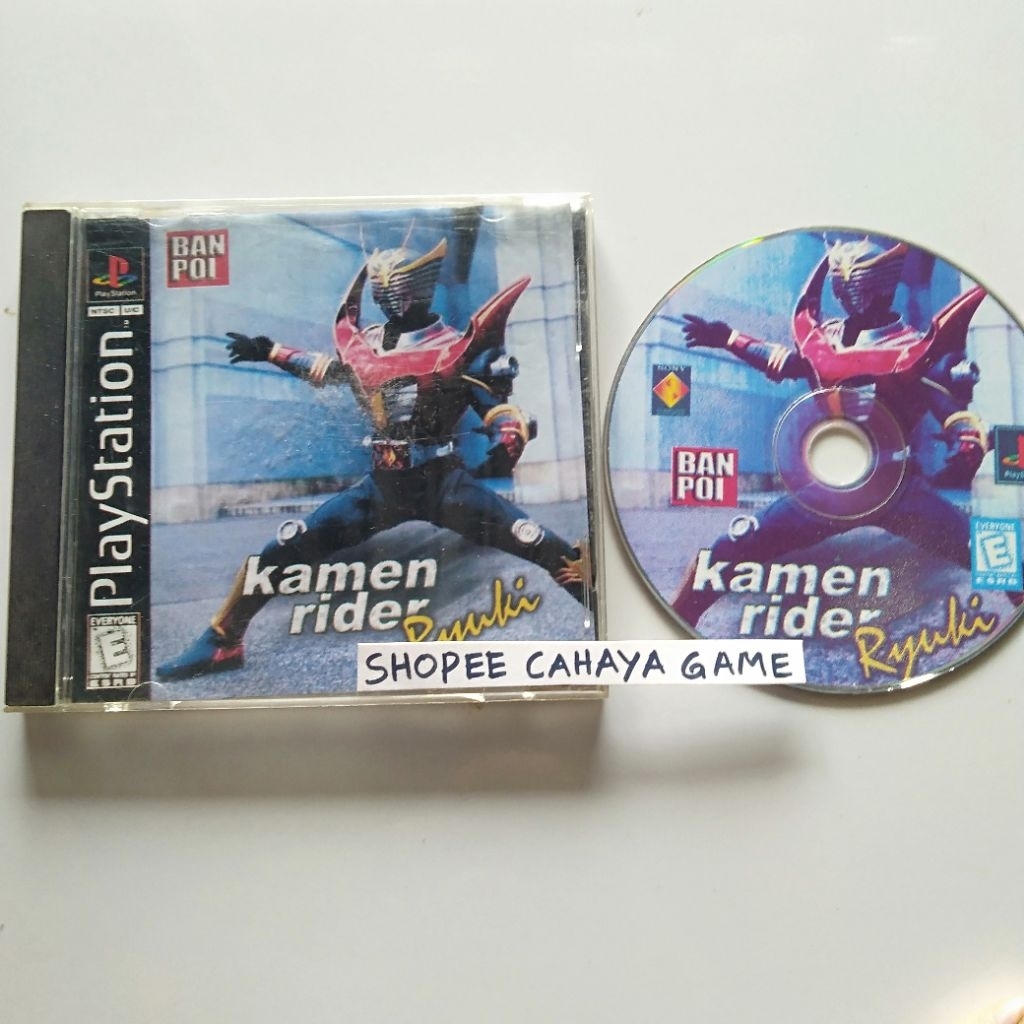 BAN
POI
PlayStation
NTSC U/C
PlayStation
EVERYONE
E
ESRB
kamen
rider
Ryuki
SHOPEE CAHAYA GAME
SONY
BAN
POI
EVERYONE
E
ESRB
kamen
rider
Ryuki